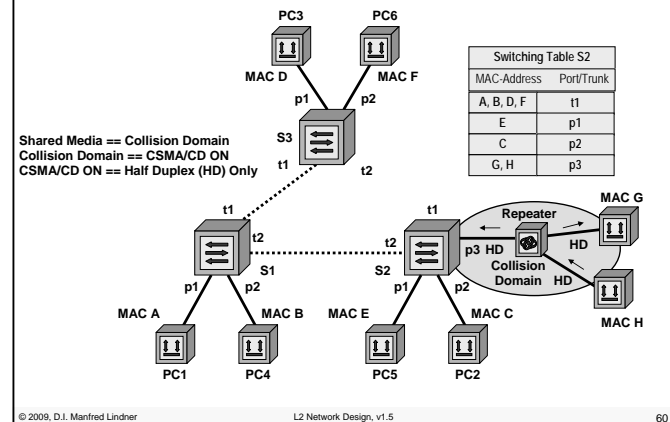 PC3
PC6
MAC D
MAC F
p1
p2
S3
t1
t2
Switching Table S2
MAC-Address Port/Trunk
A, B, D, F t1
E p1
C p2
G, H p3
Shared Media == Collision Domain
Collision Domain == CSMA/CD ON
CSMA/CD ON == Half Duplex (HD) Only
t1
t2
S1
p1
p2
MAC A
MAC B
PC1
PC4
t1
t2
S2
p3 HD
p1
p2
MAC E
MAC C
PC5
PC2
Repeater
HD
Collision
Domain
HD
MAC G
MAC H
© 2009, D.I. Manfred Lindner
L2 Network Design, v1.5
60